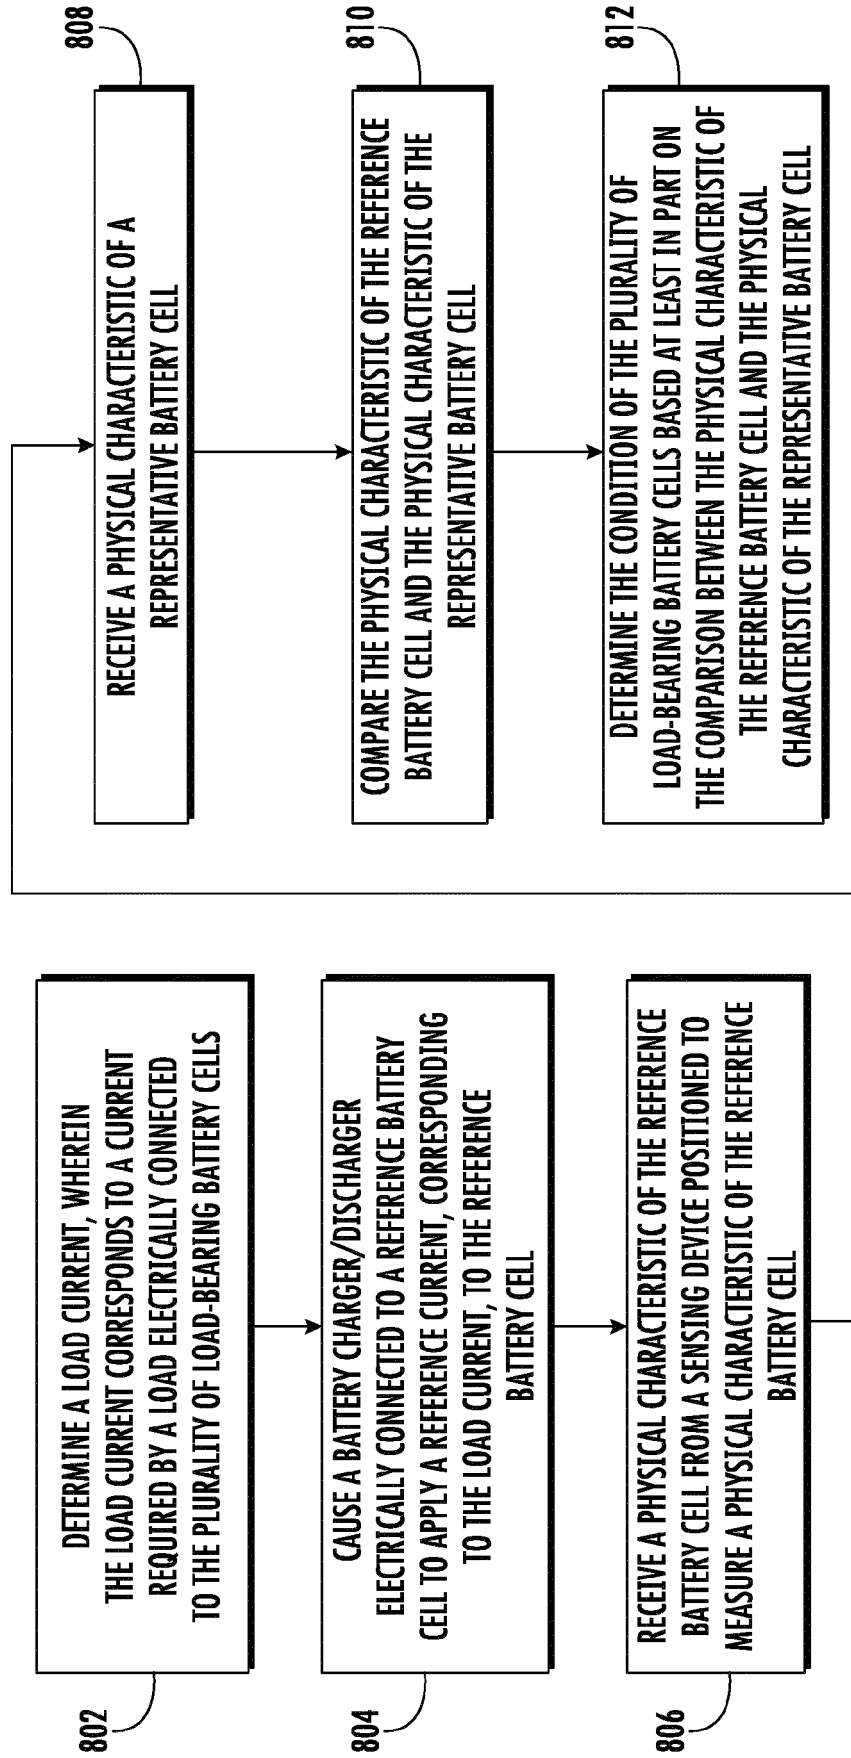 802
DETERMINE A LOAD CURRENT, WHEREIN
THE LOAD CURRENT CORRESPONDS TO A CURRENT
REQUIRED BY A LOAD ELECTRICALLY CONNECTED
TO THE PLURALITY OF LOAD-BEARING BATTERY CELLS
804
CAUSE A BATTERY CHARGER/DISCHARGER
ELECTRICALLY CONNECTED TO A REFERENCE BATTERY
CELL TO APPLY A REFERENCE CURRENT, CORRESPONDING
TO THE LOAD CURRENT, TO THE REFERENCE
BATTERY CELL
806
RECEIVE A PHYSICAL CHARACTERISTIC OF THE REFERENCE
BATTERY CELL FROM A SENSING DEVICE POSITIONED TO
MEASURE A PHYSICAL CHARACTERISTIC OF THE REFERENCE
BATTERY CELL
808
RECEIVE A PHYSICAL CHARACTERISTIC OF A
REPRESENTATIVE BATTERY CELL
810
COMPARE THE PHYSICAL CHARACTERISTIC OF THE REFERENCE
BATTERY CELL AND THE PHYSICAL CHARACTERISTIC OF THE
REPRESENTATIVE BATTERY CELL
812
DETERMINE THE CONDITION OF THE PLURALITY OF
LOAD-BEARING BATTERY CELLS BASED AT LEAST IN PART ON
THE COMPARISON BETWEEN THE PHYSICAL CHARACTERISTIC OF
THE REFERENCE BATTERY CELL AND THE PHYSICAL
CHARACTERISTIC OF THE REPRESENTATIVE BATTERY CELL